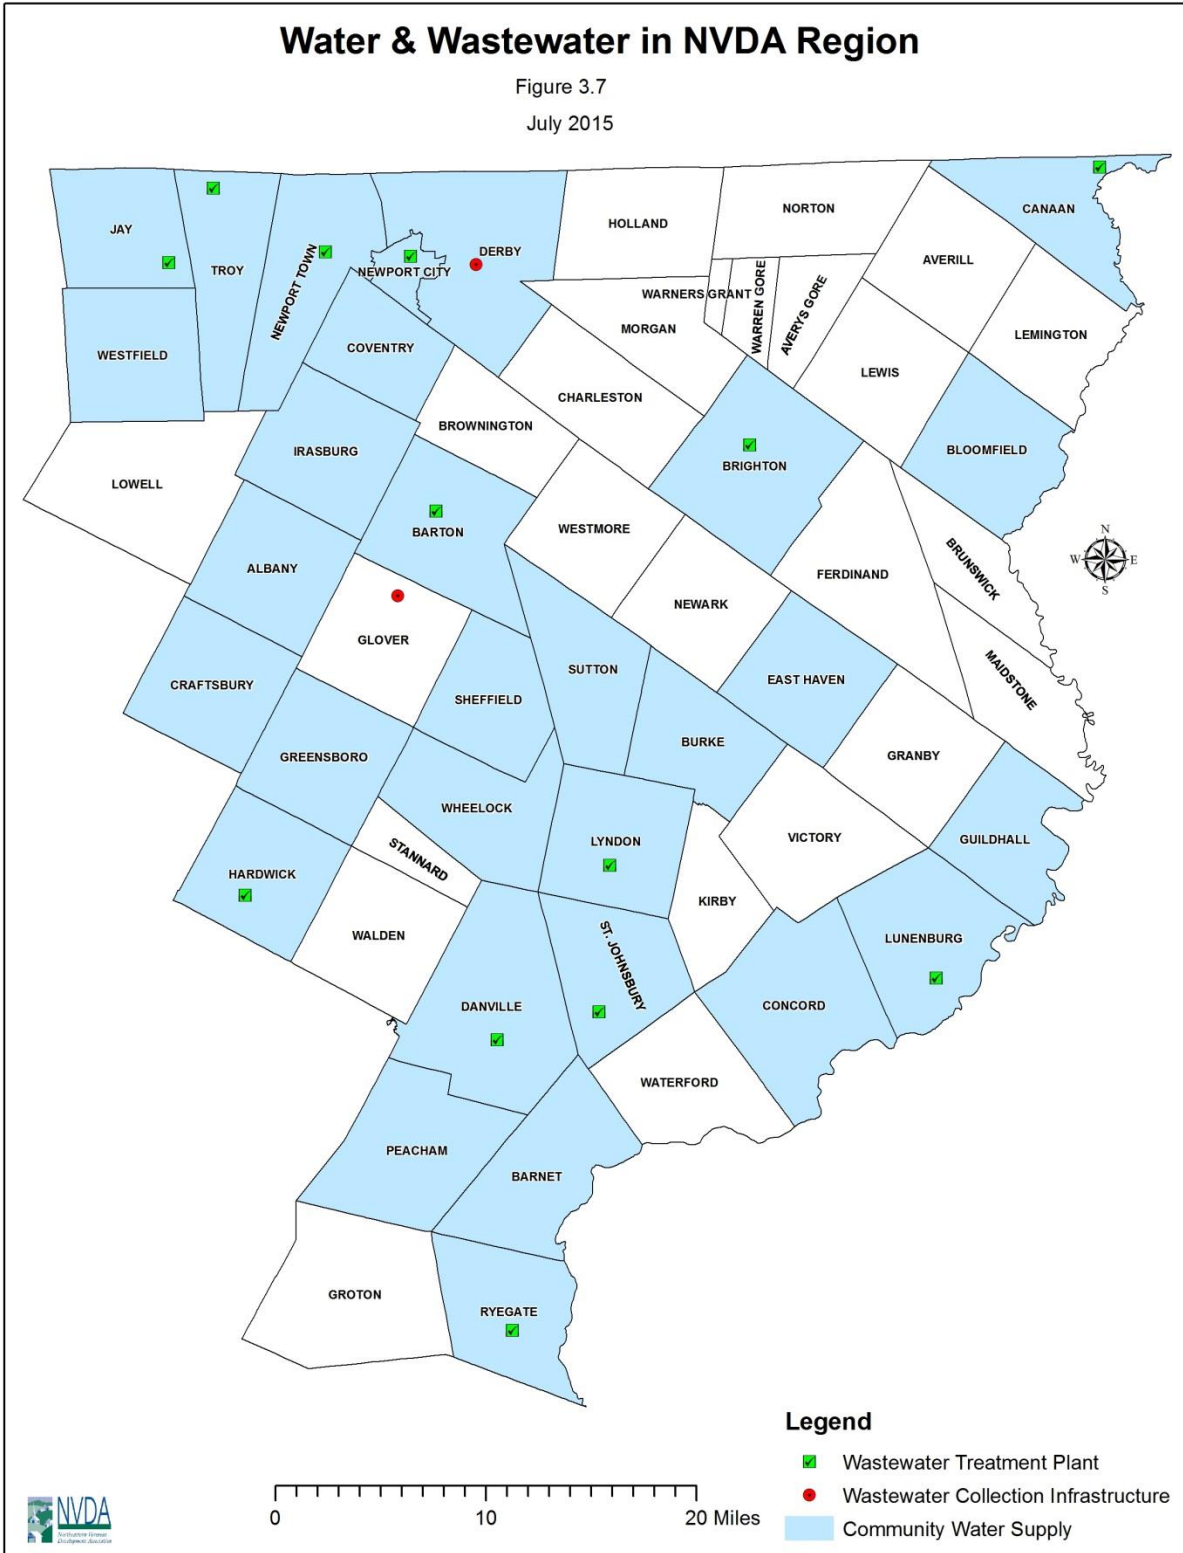 Water & Wastewater in NVDA Region
Figure 3.7
July 2015
CANAAN
NORTON
HOLLAND
JAY
DERBY
AVERILL
TROY
NEWPORT CITY
NEWPORT TOWN
WARNERS GRANT
WARREN GORE
AVERYS GORE
MORGAN
LEMINGTON
COVENTRY
WESTFIELD
LEWIS
CHARLESTON
BROWNINGTON
IRASBURG
BLOOMFIELD
BRIGHTON
LOWELL
BARTON
WESTMORE
N
W E
S
ALBANY
FERDINAND
BRUNSWICK
NEWARK
GLOVER
SUTTON
EAST HAVEN
MAIDSTONE
CRAFTSBURY
SHEFFIELD
BURKE
GREENSBORO
GRANBY
WHEELOCK
VICTORY
GUILDHALL
LYNDON
STANNARD
HARDWICK
KIRBY
WALDEN
LUNENBURG
ST. JOHNSBURY
DANVILLE
CONCORD
WATERFORD
PEACHAM
BARNET
GROTON
RYEGATE
Legend
Wastewater Treatment Plant
Wastewater Collection Infrastructure
Community Water Supply
0 10 20 Miles
NVDA
Northeastern Vermont
Development Association